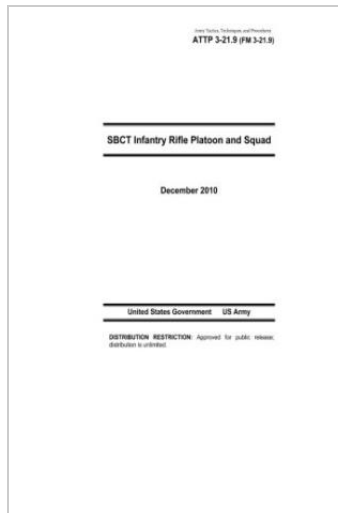 Army Tactics, Techniques, and Procedures
ATTP 3-21.9 (FM 3-21.9)
SBCT Infantry Rifle Platoon and Squad
December 2010
United States Government US Army
DISTRIBUTION RESTRICTION: Approved for public release;
distribution is unlimited.